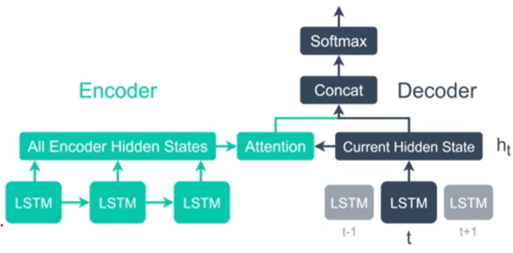 Softmax
Encoder
Concat
Decoder
All Encoder Hidden States
Attention
Current Hidden State
ht
LSTM
LSTM
LSTM
LSTM
LSTM
LSTM
t-1
t
t+1